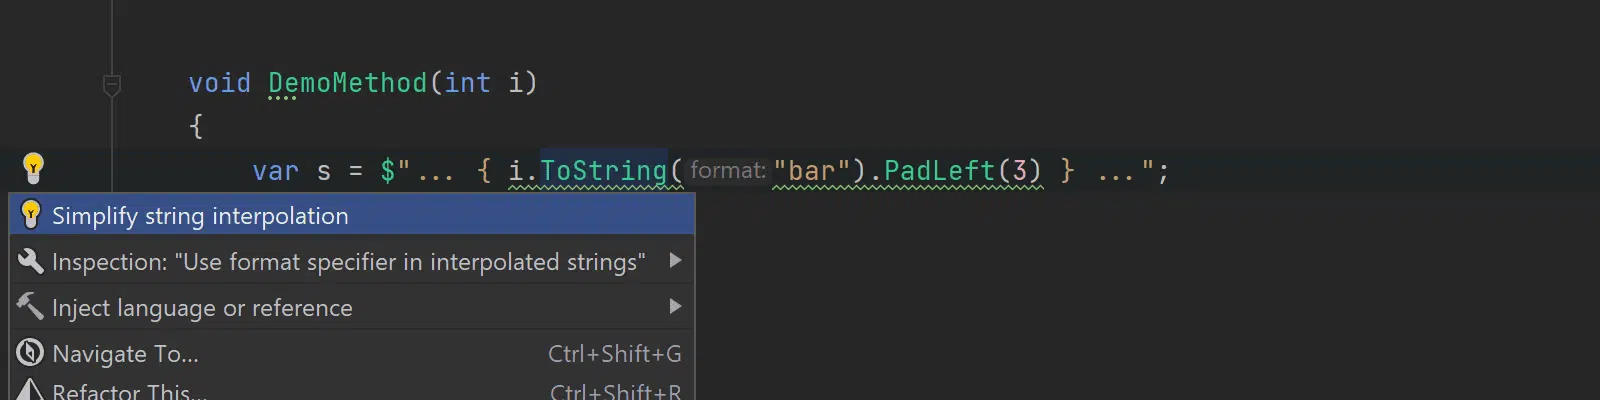 void DemoMethod(int i)
{
var s = $"... { i.ToString( format: "bar").PadLeft(3) } ...";
Simplify string interpolation
Inspection: "Use format specifier in interpolated strings"
Inject language or reference
Navigate To... Ctrl+Shift+G
Refactor This... Ctrl+Shift+R